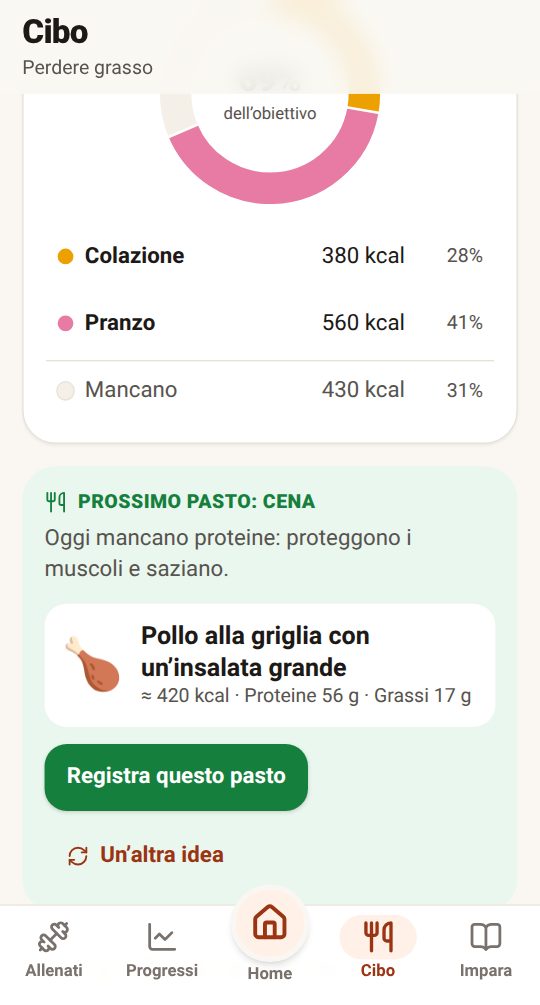 Cibo
Perdere grasso
69%
dell’obiettivo
Colazione 380 kcal 28%
Pranzo 560 kcal 41%
Mancano 430 kcal 31%
PROSSIMO PASTO: CENA
Oggi mancano proteine: proteggono i
muscoli e saziano.
Pollo alla griglia con
un’insalata grande
≈ 420 kcal · Proteine 56 g · Grassi 17 g
Registra questo pasto
Un’altra idea
Allenati Progressi Home Cibo Impara